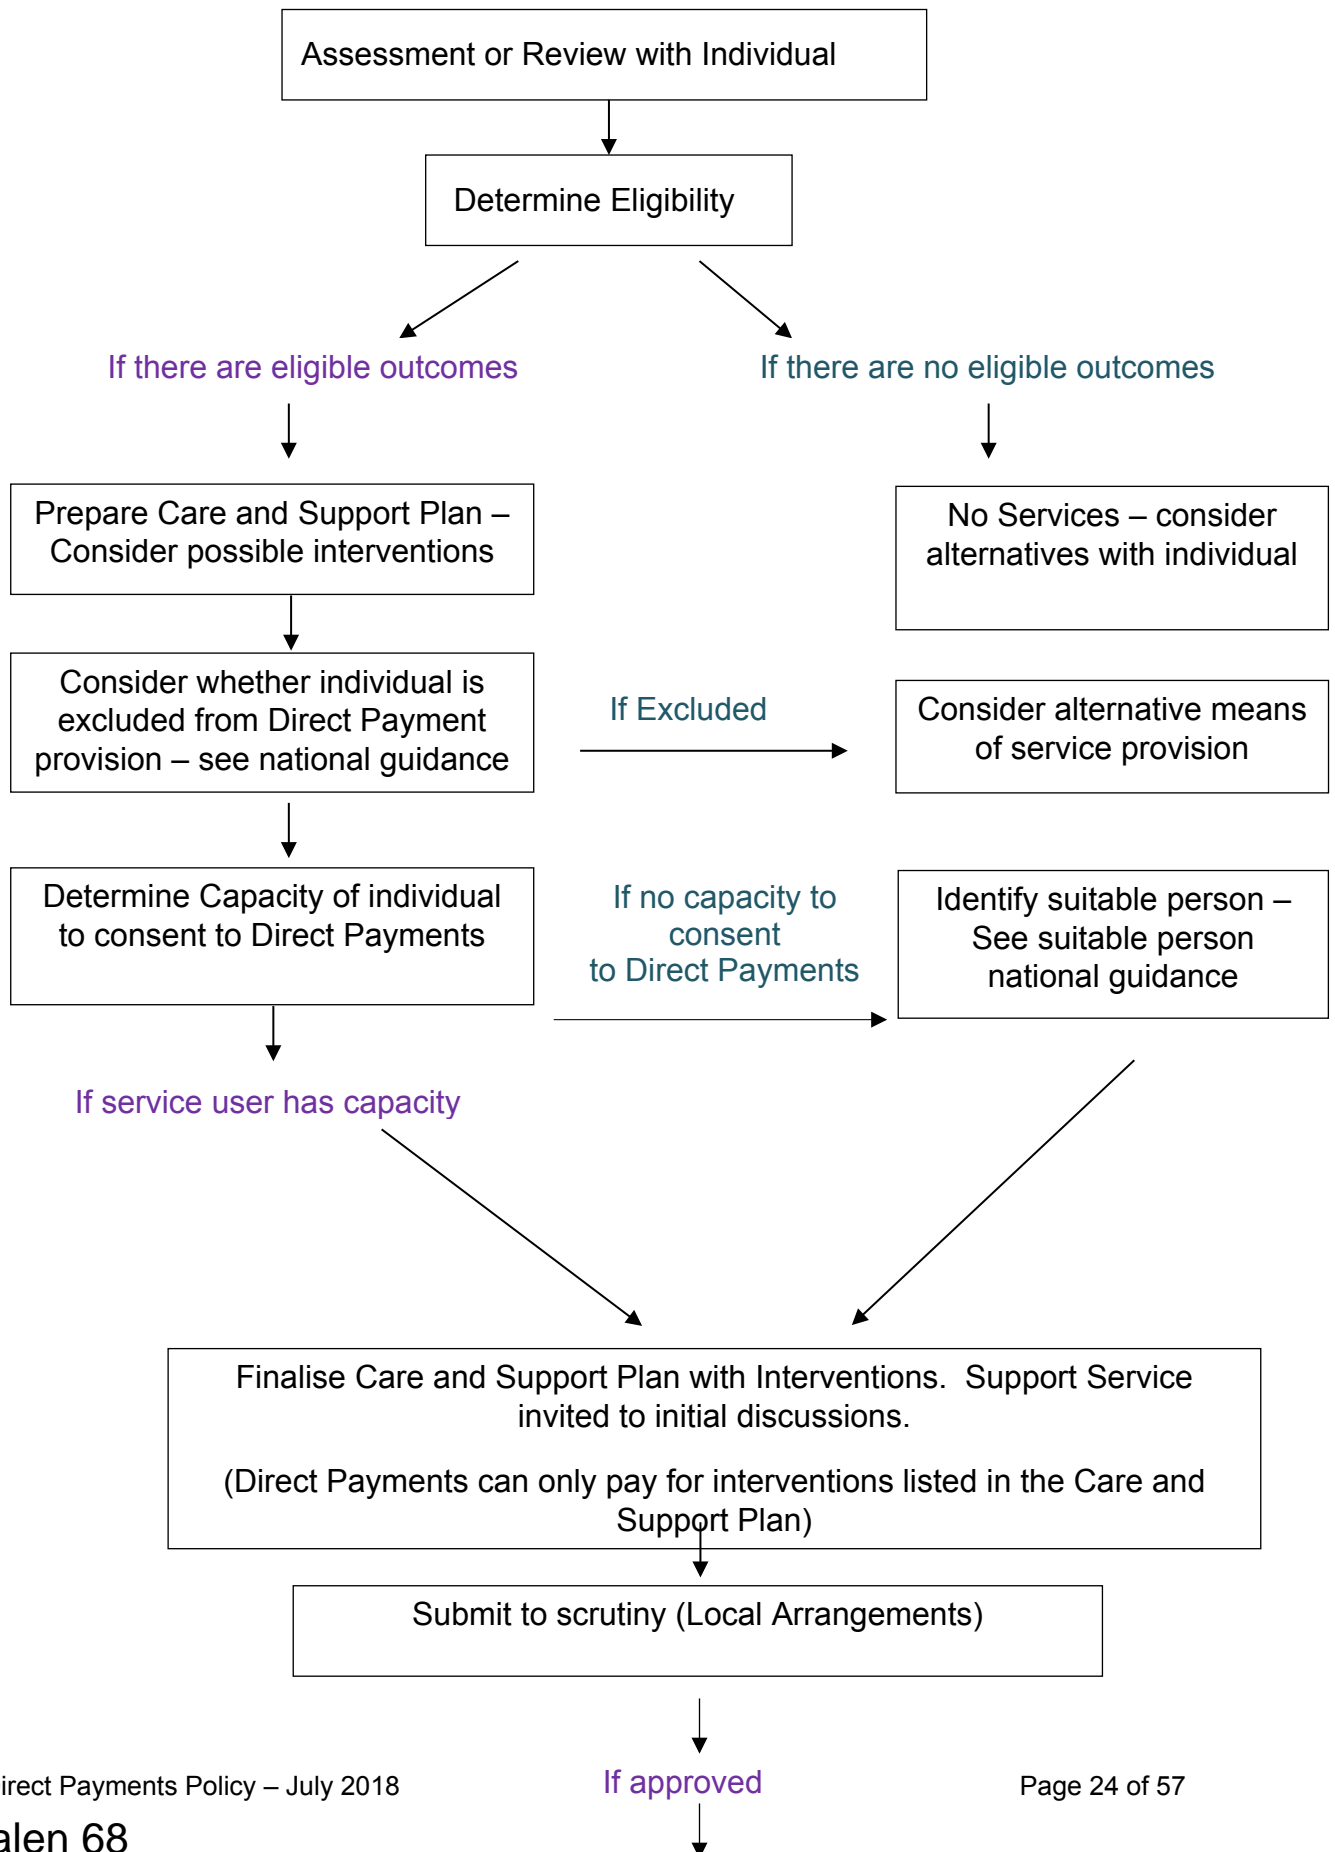 Assessment or Review with Individual
Determine Eligibility
If there are eligible outcomes
If there are no eligible outcomes
Prepare Care and Support Plan –
Consider possible interventions
No Services – consider
alternatives with individual
Consider whether individual is
excluded from Direct Payment
provision – see national guidance
If Excluded
Consider alternative means
of service provision
Determine Capacity of individual
to consent to Direct Payments
If no capacity to
consent
to Direct Payments
Identify suitable person –
See suitable person
national guidance
If service user has capacity
Finalise Care and Support Plan with Interventions.  Support Service
invited to initial discussions.
(Direct Payments can only pay for interventions listed in the Care and
Support Plan)
Submit to scrutiny (Local Arrangements)
If approved
irect Payments Policy – July 2018
Page 24 of 57
alen 68